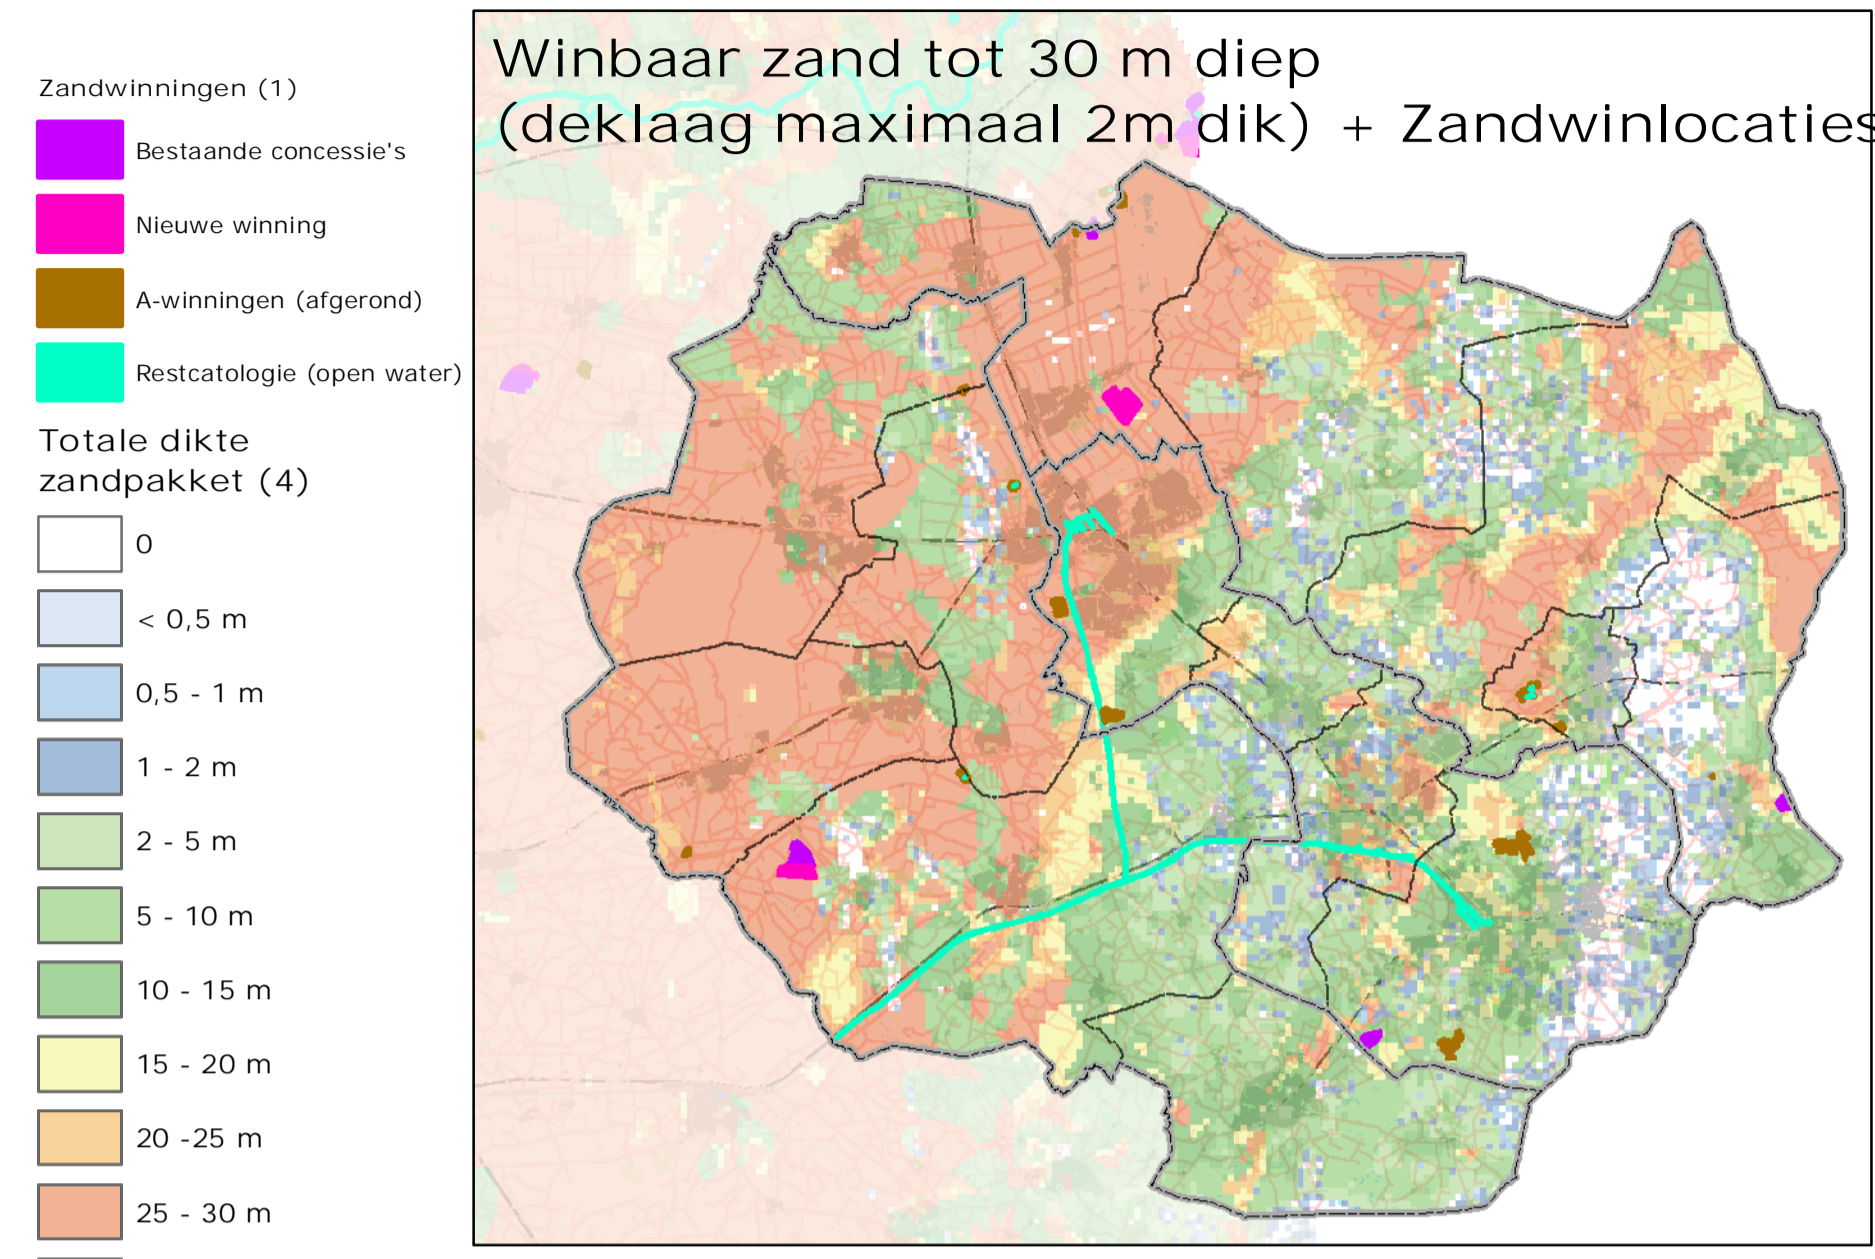 Zandwinningen (1)
Bestaande concessie's
Nieuwe winning
A-winningen (afgerond)
Restcatologie (open water)
Totale dikte
zandpakket (4)
0
< 0,5 m
0,5 - 1 m
1 - 2 m
2 - 5 m
5 - 10 m
10 - 15 m
15 - 20 m
20 -25 m
25 - 30 m
Winbaar zand tot 30 m diep
(deklaag maximaal 2m dik) + Zandwinlocaties